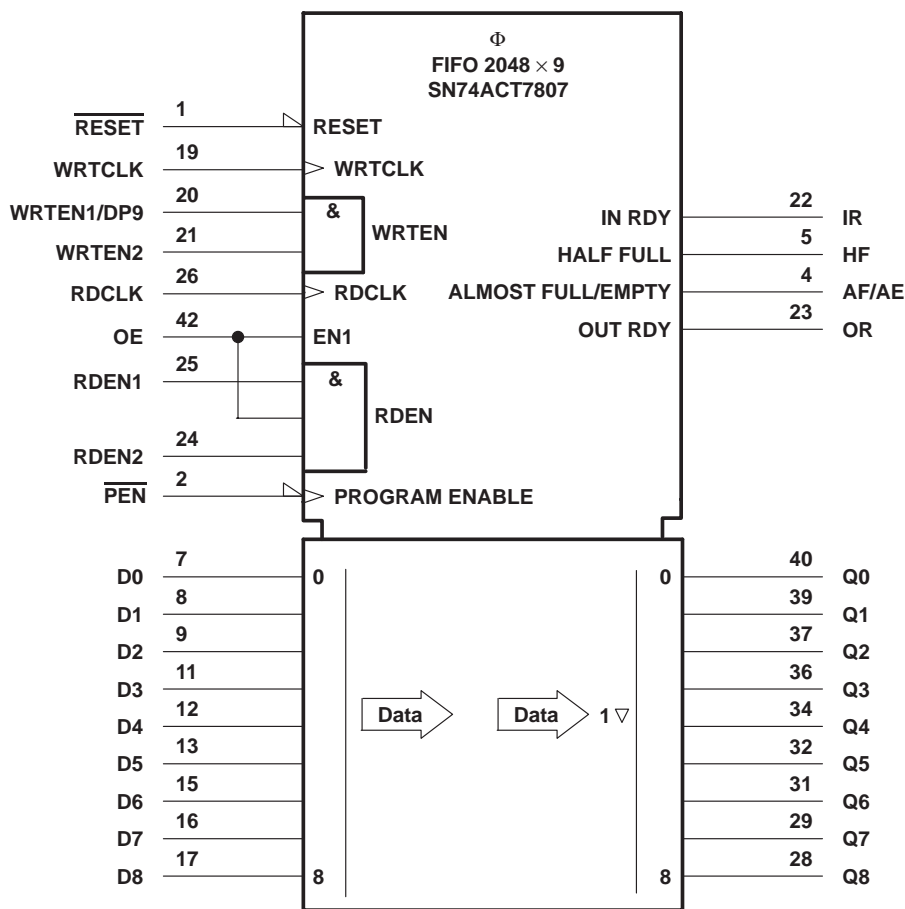 Φ
FIFO 2048 × 9
SN74ACT7807
RESET 1 RESET
WRTCLK 19 WRTCLK
WRTEN1/DP9 20 &
WRTEN
WRTEN2 21
RDCLK 26 RDCLK
OE 42 EN1
RDEN1 25 &
RDEN
RDEN2 24
PEN 2 PROGRAM ENABLE
IN RDY 22 IR
HALF FULL 5 HF
ALMOST FULL/EMPTY 4 AF/AE
OUT RDY 23 OR
D0 7 0
D1 8
D2 9
D3 11
D4 12
D5 13
D6 15
D7 16
D8 17 8
Data
Data 1
0 40 Q0
39 Q1
37 Q2
36 Q3
34 Q4
32 Q5
31 Q6
29 Q7
8 28 Q8